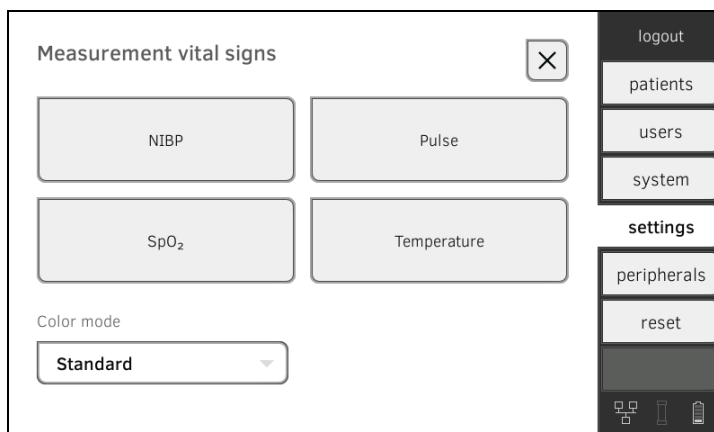 Measurement vital signs
NIBP
Pulse
SpO₂
Temperature
Color mode
Standard
logout
patients
users
system
settings
peripherals
reset